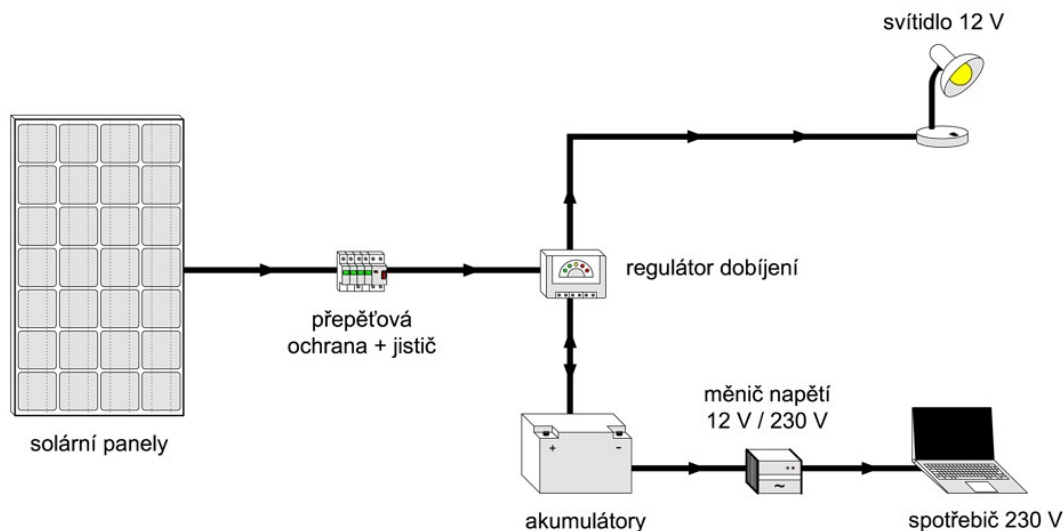 svítidlo 12 V
regulátor dobíjení
přepěťová
ochrana + jistič
solární panely
měnič napětí
12 V / 230 V
+ −
~
akumulátory
spotřebič 230 V